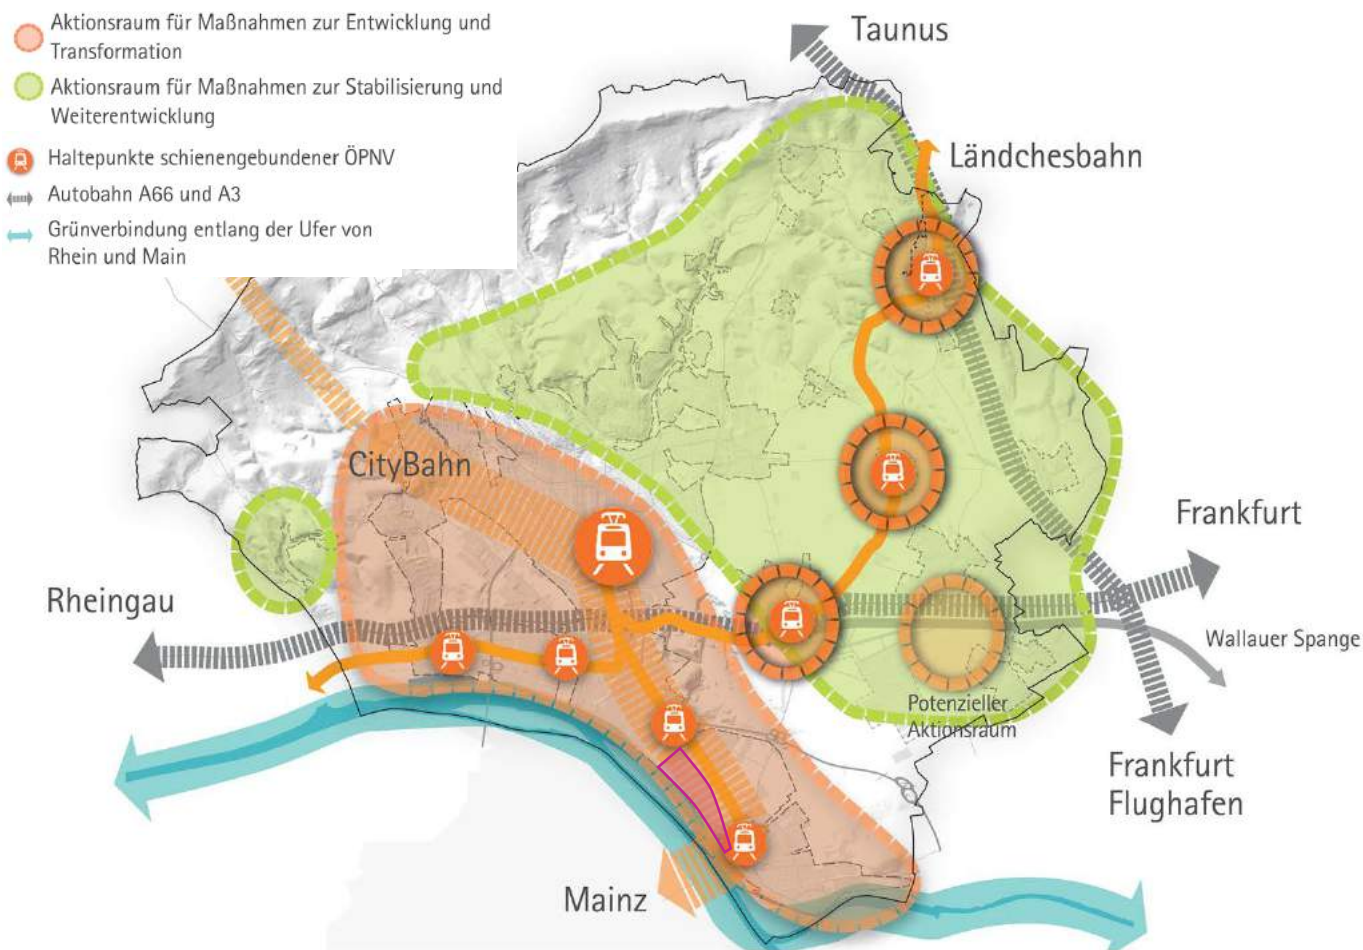 Aktionsraum für Maßnahmen zur Entwicklung und
Transformation
Aktionsraum für Maßnahmen zur Stabilisierung und
Weiterentwicklung
Haltepunkte schienengebundener ÖPNV
Autobahn A66 und A3
Grünverbindung entlang der Ufer von
Rhein und Main
Taunus
Ländchesbahn
CityBahn
Frankfurt
Rheingau
Wallauer Spange
Potenzieller
Aktionsraum
Frankfurt
Flughafen
Mainz